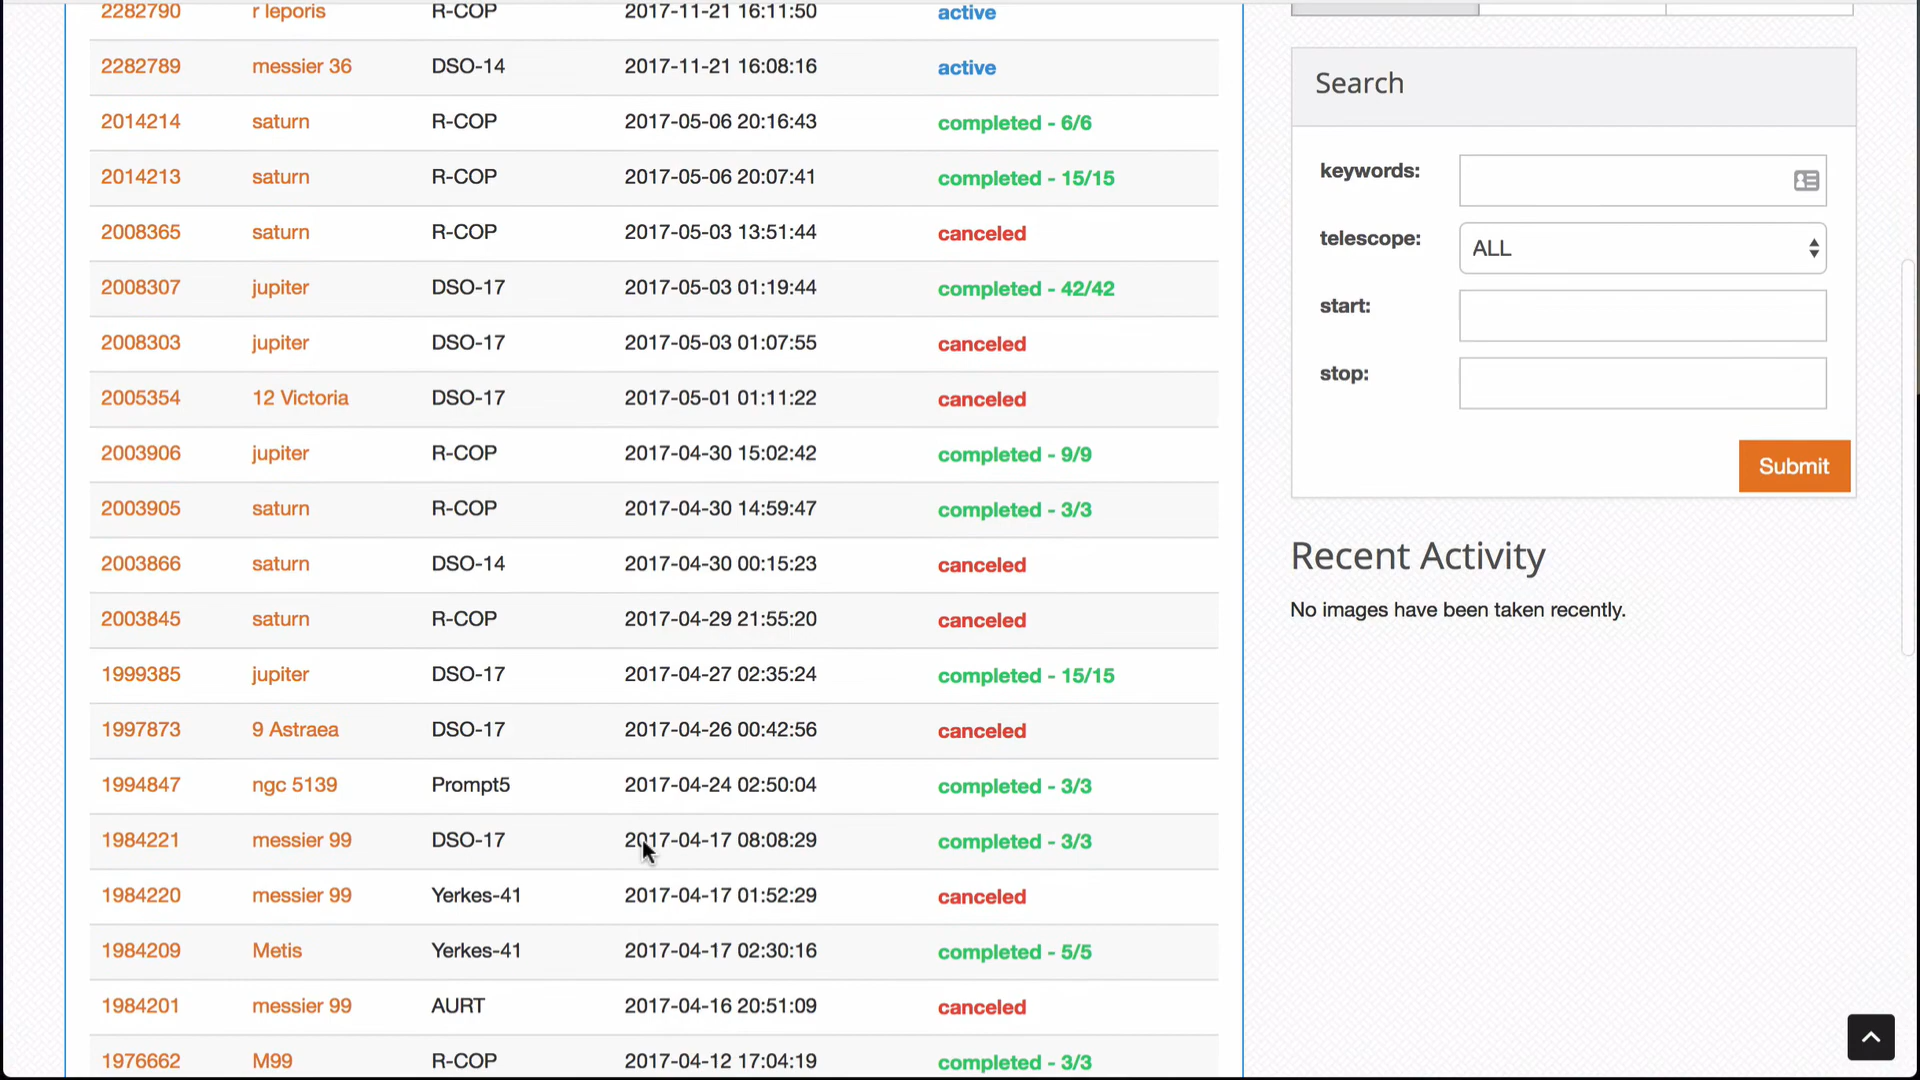 2282790 r leporis R-COP 2017-11-21 16:11:50 active
2282789 messier 36 DSO-14 2017-11-21 16:08:16 active
2014214 saturn R-COP 2017-05-06 20:16:43 completed - 6/6
2014213 saturn R-COP 2017-05-06 20:07:41 completed - 15/15
2008365 saturn R-COP 2017-05-03 13:51:44 canceled
2008307 jupiter DSO-17 2017-05-03 01:19:44 completed - 42/42
2008303 jupiter DSO-17 2017-05-03 01:07:55 canceled
2005354 12 Victoria DSO-17 2017-05-01 01:11:22 canceled
2003906 jupiter R-COP 2017-04-30 15:02:42 completed - 9/9
2003905 saturn R-COP 2017-04-30 14:59:47 completed - 3/3
2003866 saturn DSO-14 2017-04-30 00:15:23 canceled
2003845 saturn R-COP 2017-04-29 21:55:20 canceled
1999385 jupiter DSO-17 2017-04-27 02:35:24 completed - 15/15
1997873 9 Astraea DSO-17 2017-04-26 00:42:56 canceled
1994847 ngc 5139 Prompt5 2017-04-24 02:50:04 completed - 3/3
1984221 messier 99 DSO-17 2017-04-17 08:08:29 completed - 3/3
1984220 messier 99 Yerkes-41 2017-04-17 01:52:29 canceled
1984209 Metis Yerkes-41 2017-04-17 02:30:16 completed - 5/5
1984201 messier 99 AURT 2017-04-16 20:51:09 canceled
1976662 M99 R-COP 2017-04-12 17:04:19 completed - 3/3
Search
keywords:
telescope: ALL
start:
stop:
Submit
Recent Activity
No images have been taken recently.